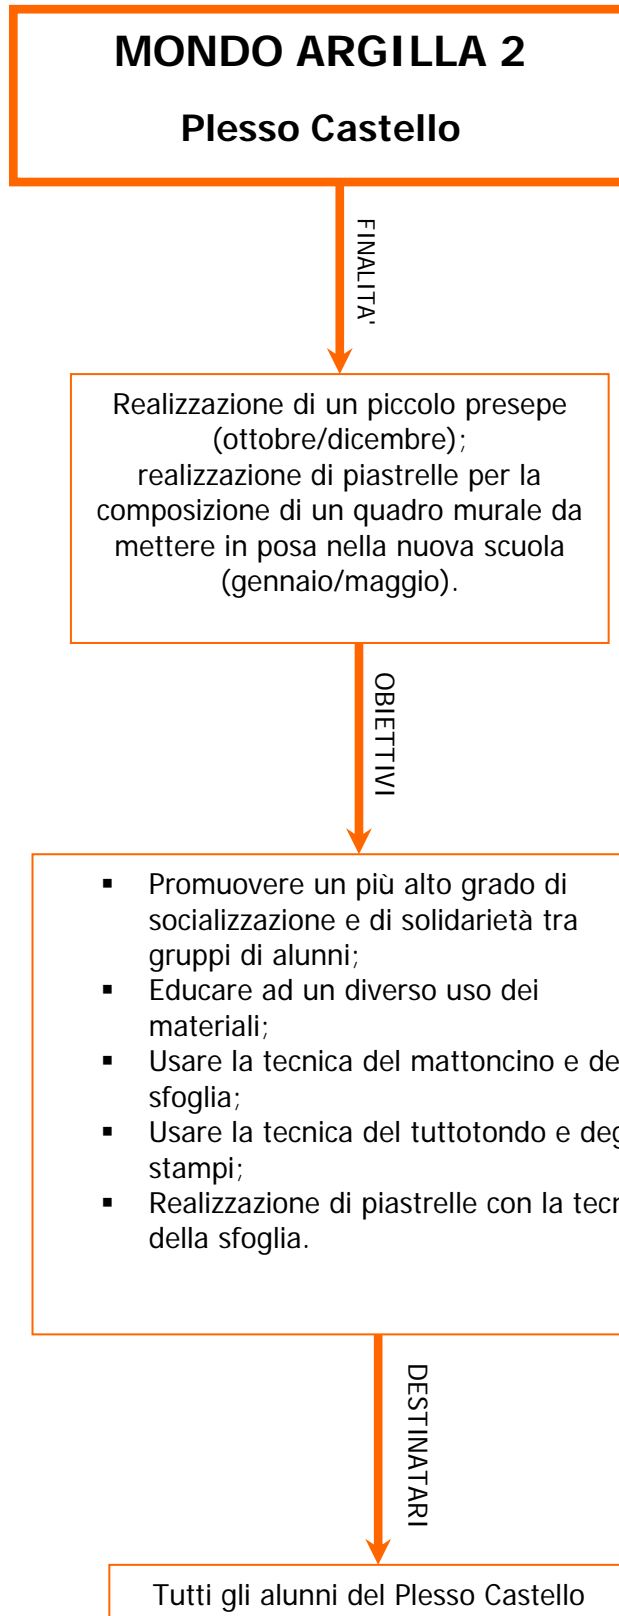 MONDO ARGILLA 2
Plesso Castello
FINALITA'
Realizzazione di un piccolo presepe
(ottobre/dicembre);
realizzazione di piastrelle per la
composizione di un quadro murale da
mettere in posa nella nuova scuola
(gennaio/maggio).
OBIETTIVI
▪ Promuovere un più alto grado di
socializzazione e di solidarietà tra
gruppi di alunni;
▪ Educare ad un diverso uso dei
materiali;
▪ Usare la tecnica del mattoncino e
sfoglia;
▪ Usare la tecnica del tuttotondo e
stampi;
▪ Realizzazione di piastrelle con la
della sfoglia.
DESTINATARI
Tutti gli alunni del Plesso Castello